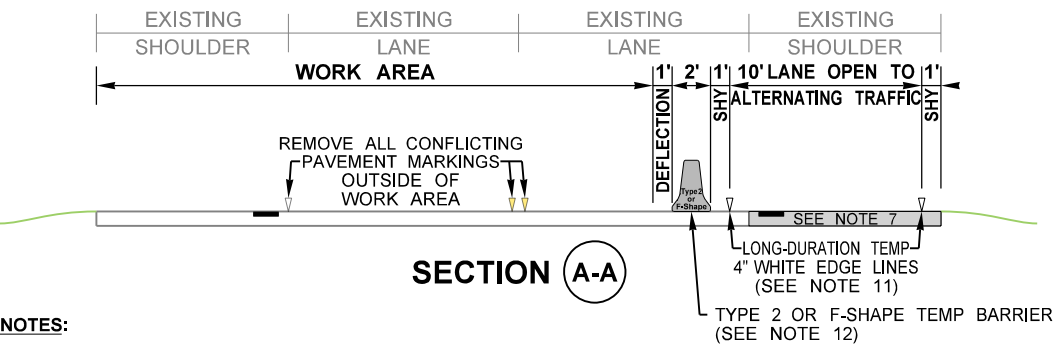 EXISTING EXISTING EXISTING EXISTING
SHOULDER LANE LANE SHOULDER
WORK AREA
1'
DEFLECTION
2'
1'
SHY
10' LANE OPEN TO
ALTERNATING TRAFFIC
1'
SHY
REMOVE ALL CONFLICTING
PAVEMENT MARKINGS
OUTSIDE OF
WORK AREA
Type 2
or
F-Shape
SEE NOTE 7
LONG-DURATION TEMP
4" WHITE EDGE LINES
(SEE NOTE 11)
SECTION A-A
TYPE 2 OR F-SHAPE TEMP BARRIER
(SEE NOTE 12)
NOTES: